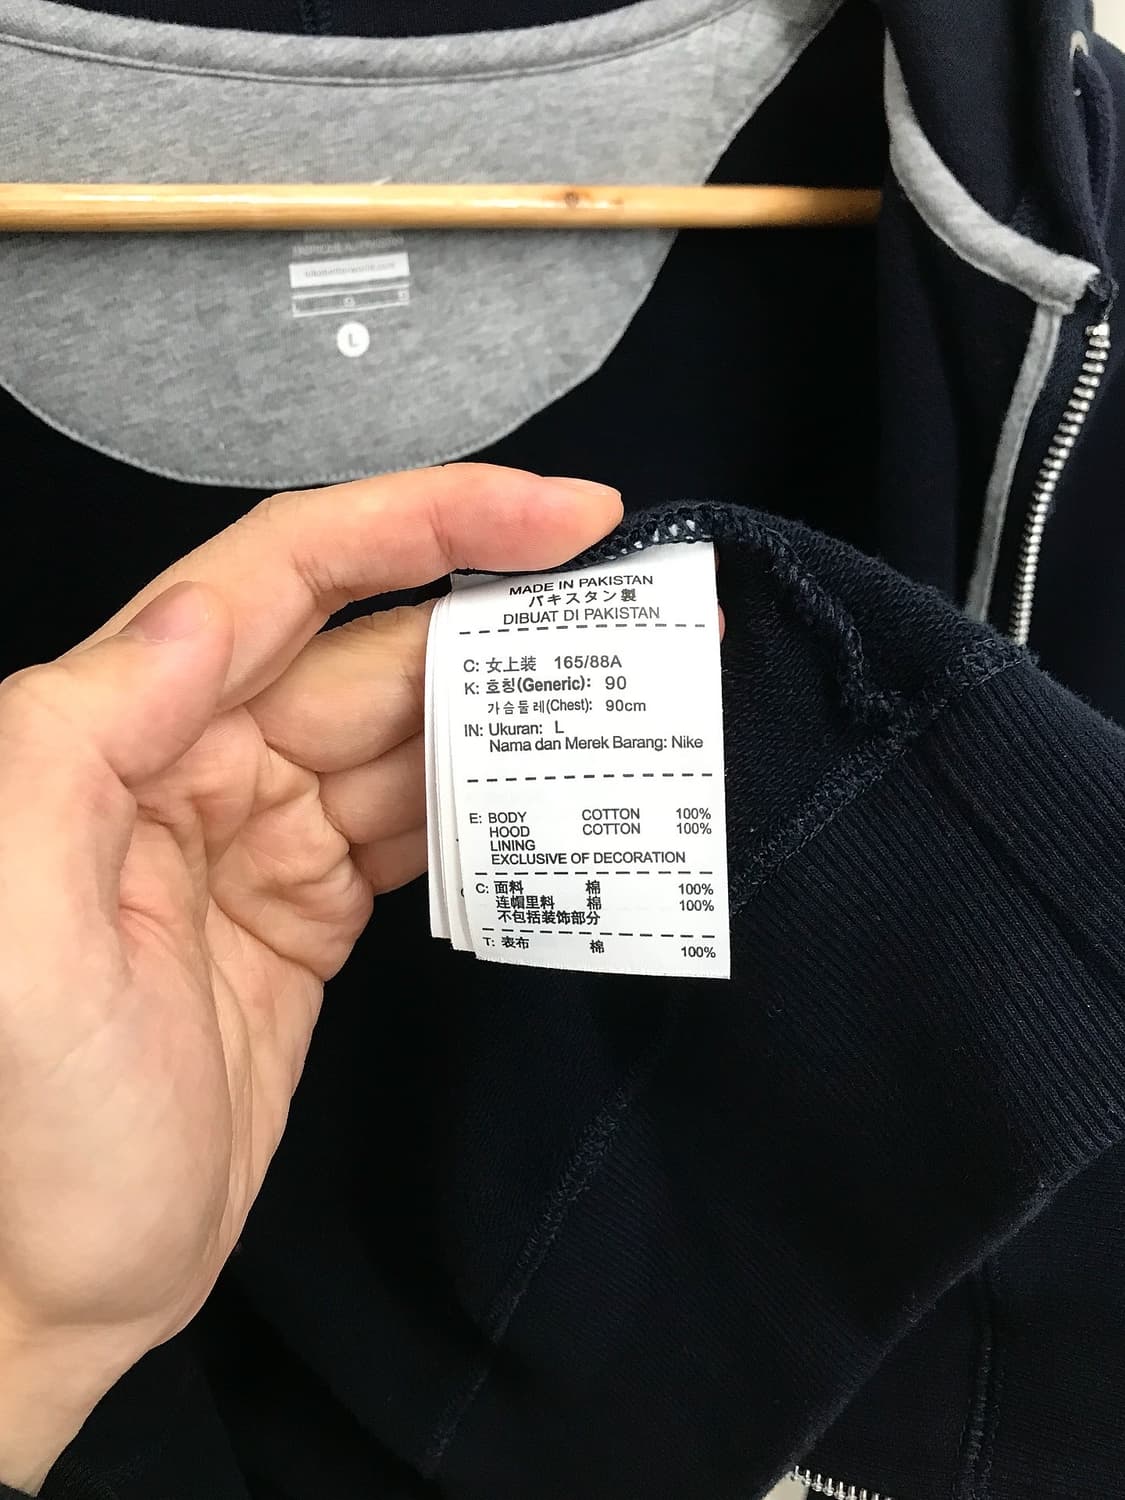 L
MADE IN PAKISTAN
パキスタン製
DIBUAT DI PAKISTAN
C: 女上装 165/88A
K: 호칭(Generic): 90
가슴둘레(Chest): 90cm
IN: Ukuran: L
Nama dan Merek Barang: Nike
E: BODY COTTON 100%
HOOD COTTON 100%
LINING
EXCLUSIVE OF DECORATION
C: 面料 棉 100%
连帽里料 棉 100%
不包括装饰部分
T: 表布 棉 100%